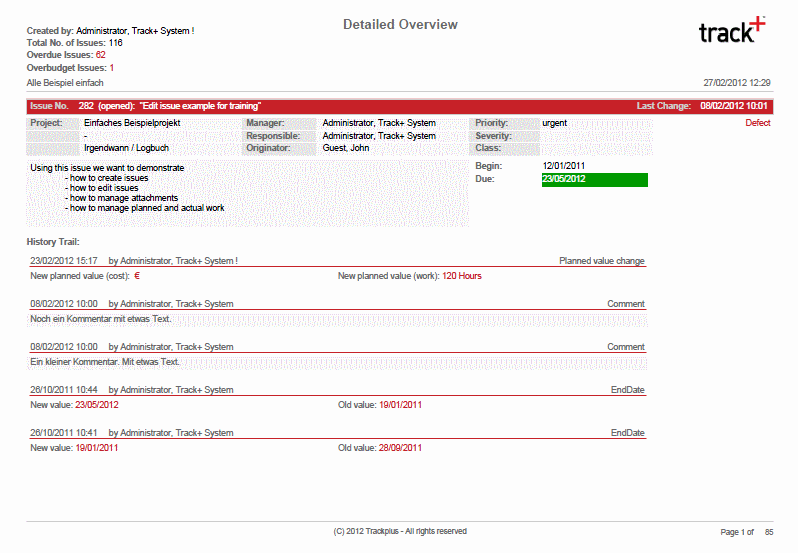 Detailed Overview
track+
Created by: Administrator, Track+ System !
Total No. of Issues: 116
Overdue Issues: 62
Overbudget Issues: 1
Alle Beispiel einfach 27/02/2012 12:29
Issue No. 282 (opened): "Edit issue example for training" Last Change: 08/02/2012 10:01
Project: Einfaches Beispielprojekt Manager: Administrator, Track+ System Priority: urgent Defect
- Responsible: Administrator, Track+ System Severity:
Irgendwann / Logbuch Originator: Guest, John Class:
Using this issue we want to demonstrate Begin: 12/01/2011
- how to create issues Due: 23/05/2012
- how to edit issues
- how to manage attachments
- how to manage planned and actual work
History Trail:
23/02/2012 15:17 by Administrator, Track+ System ! Planned value change
New planned value (cost): € New planned value (work): 120 Hours
08/02/2012 10:00 by Administrator, Track+ System Comment
Noch ein Kommentar mit etwas Text.
08/02/2012 10:00 by Administrator, Track+ System Comment
Ein kleiner Kommentar. Mit etwas Text.
26/10/2011 10:44 by Administrator, Track+ System EndDate
New value: 23/05/2012 Old value: 19/01/2011
26/10/2011 10:41 by Administrator, Track+ System EndDate
New value: 19/01/2011 Old value: 28/09/2011
(C) 2012 Trackplus - All rights reserved Page 1 of 85